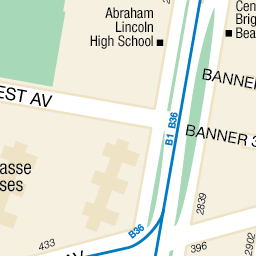 Abraham
Lincoln
High School
Cen
Brig
Bea
BANNER
EST AV
BANNER 3
B1 B36
asse
ses
B36
433
AV
2839
396
2902